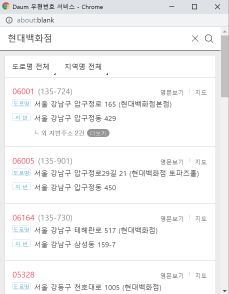 Daum 우편번호 서비스 - Chrome
about:blank
현대백화점
도로명 전체 지역명 전체
06001 (135-724) 영문보기 지도
도로명 서울 강남구 압구정로 165 (현대백화점본점)
지번 서울 강남구 압구정동 429
└ 외 지번주소 2건 더보기
06005 (135-901) 영문보기 지도
도로명 서울 강남구 압구정로29길 21 (현대백화점 토파즈홀)
지번 서울 강남구 압구정동 450
06164 (135-730) 영문보기 지도
도로명 서울 강남구 테헤란로 517 (현대백화점)
지번 서울 강남구 삼성동 159-7
05328 영문보기 지도
도로명 서울 강동구 천호대로 1005 (현대백화점)